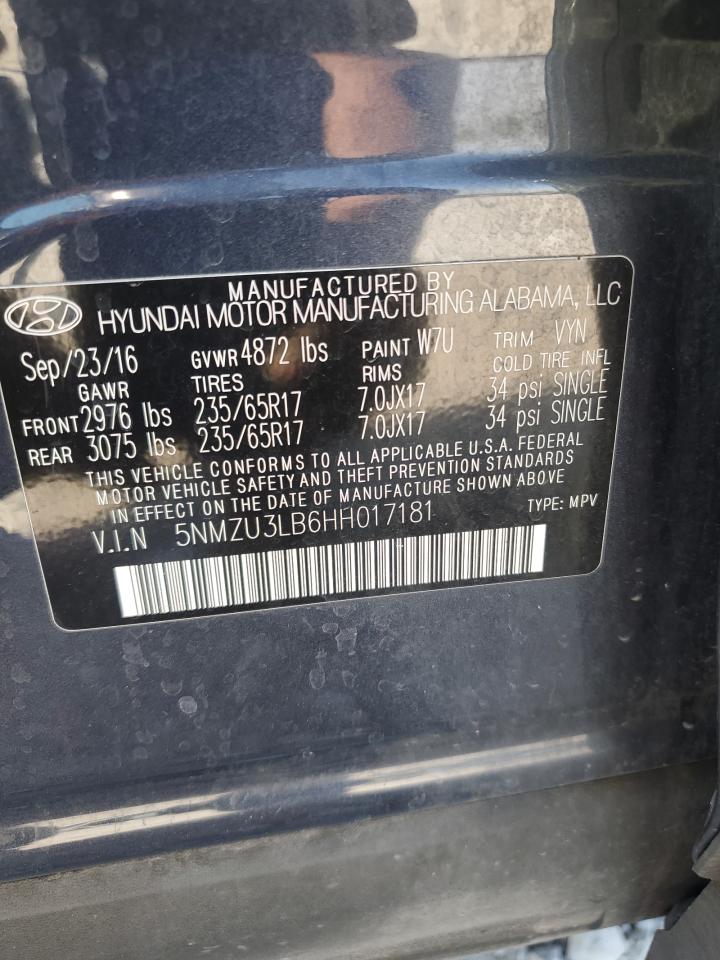 MANUFACTURED BY
HYUNDAI MOTOR MANUFACTURING ALABAMA, LLC
Sep/23/16 GVWR 4872 lbs PAINT W7U TRIM VYN
GAWR TIRES RIMS COLD TIRE INFL
FRONT 2976 lbs 235/65R17 7.0JX17 34 psi SINGLE
REAR 3075 lbs 235/65R17 7.0JX17 34 psi SINGLE
THIS VEHICLE CONFORMS TO ALL APPLICABLE U.S.A. FEDERAL
MOTOR VEHICLE SAFETY AND THEFT PREVENTION STANDARDS
IN EFFECT ON THE DATE OF MANUFACTURE SHOWN ABOVE
V.I.N 5NMZU3LB6HH017181 TYPE: MPV